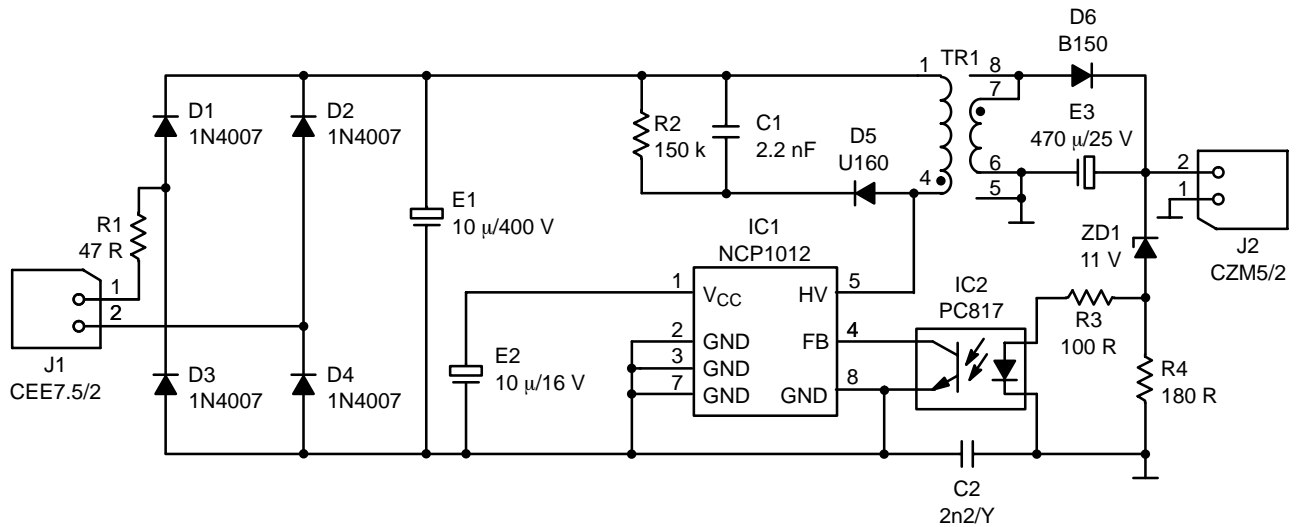 D6
B150
TR1
1
8
7
E3
470 μ/25 V
D1
1N4007
D2
1N4007
R2
150 k
C1
2.2 nF
D5
U160
4
6
5
2
1
J2
CZM5/2
R1
47 R
E1
10 μ/400 V
IC1
NCP1012
ZD1
11 V
1
2
J1
CEE7.5/2
1
VCC
HV
5
2
GND
FB
4
3
GND
7
GND
GND
8
IC2
PC817
R3
100 R
R4
180 R
E2
10 μ/16 V
D3
1N4007
D4
1N4007
C2
2n2/Y